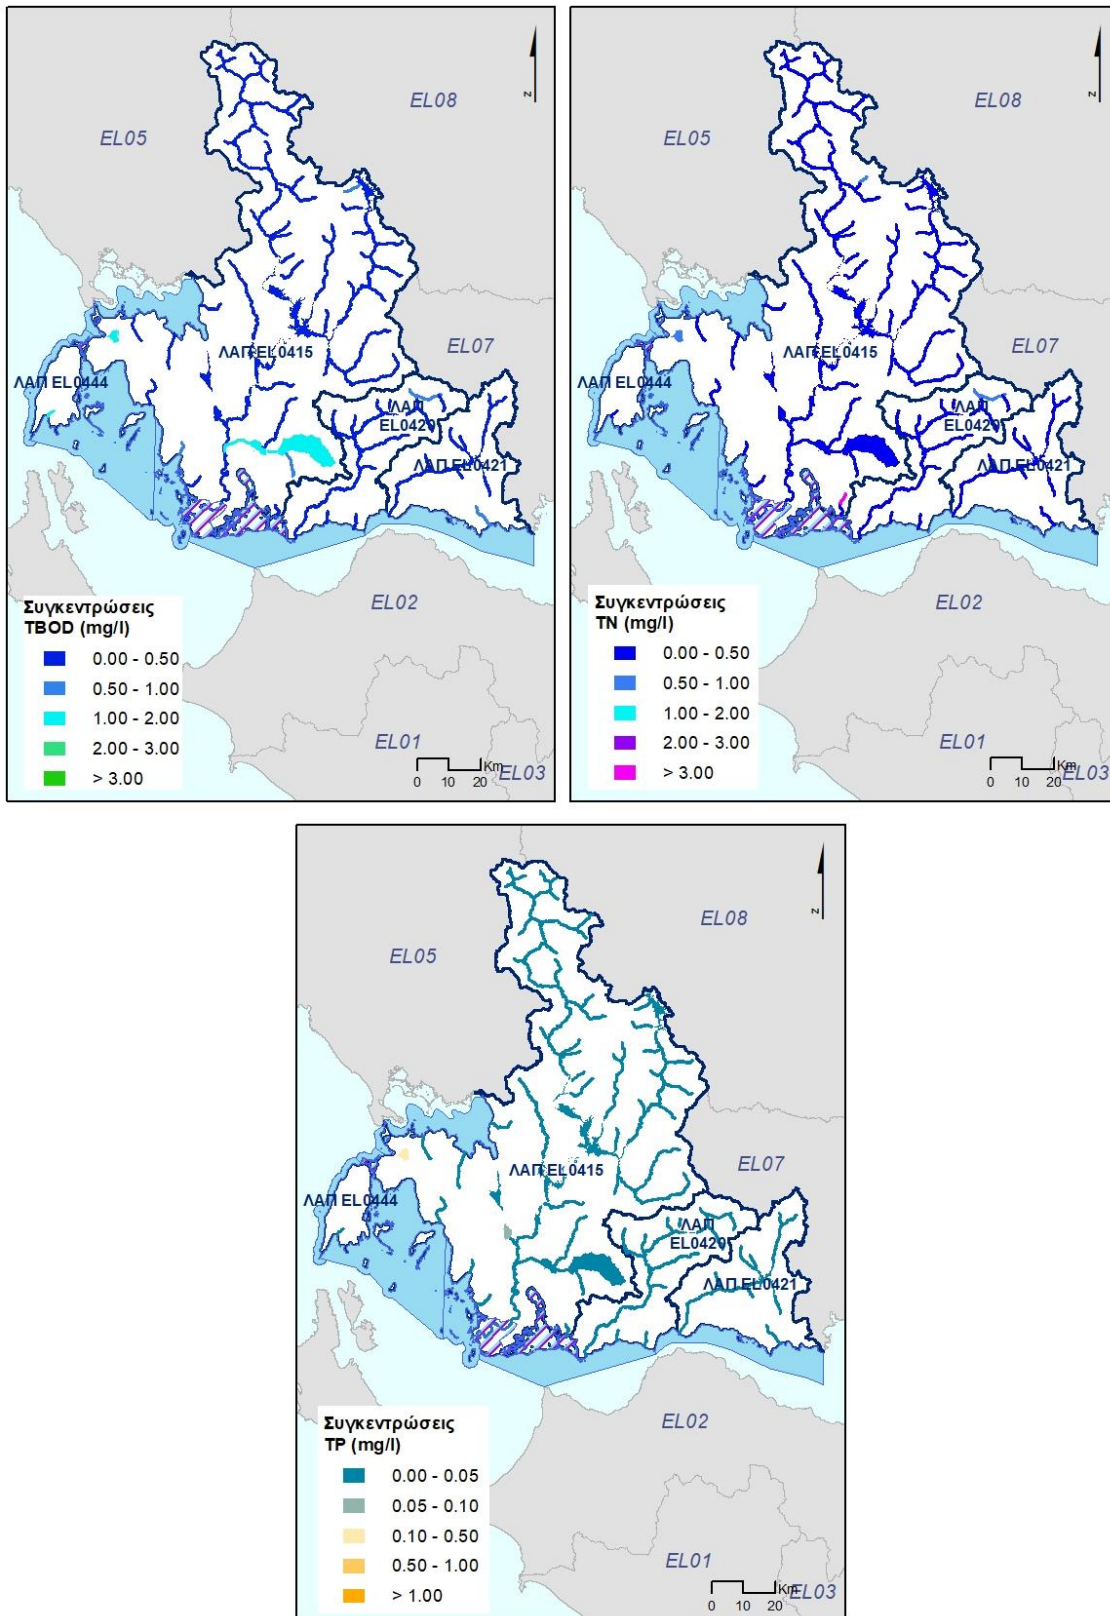 EL08
EL05
z
ΛΑΠ EL0415
EL07
ΛΑΠ EL0444
ΛΑΠ
EL0420
ΛΑΠ EL0421
EL02
Συγκεντρώσεις
TBOD (mg/l)
0.00 - 0.50
0.50 - 1.00
1.00 - 2.00
2.00 - 3.00
> 3.00
EL01
Km
0 10 20
EL03
EL08
EL05
z
ΛΑΠ EL0415
EL07
ΛΑΠ EL0444
ΛΑΠ
EL0420
ΛΑΠ EL0421
EL02
Συγκεντρώσεις
TN (mg/l)
0.00 - 0.50
0.50 - 1.00
1.00 - 2.00
2.00 - 3.00
> 3.00
EL01
Km
0 10 20
EL03
EL08
EL05
z
ΛΑΠ EL0415
EL07
ΛΑΠ EL0444
ΛΑΠ
EL0420
ΛΑΠ EL0421
EL02
Συγκεντρώσεις
TP (mg/l)
0.00 - 0.05
0.05 - 0.10
0.10 - 0.50
0.50 - 1.00
> 1.00
EL01
Km
0 10 20
EL03